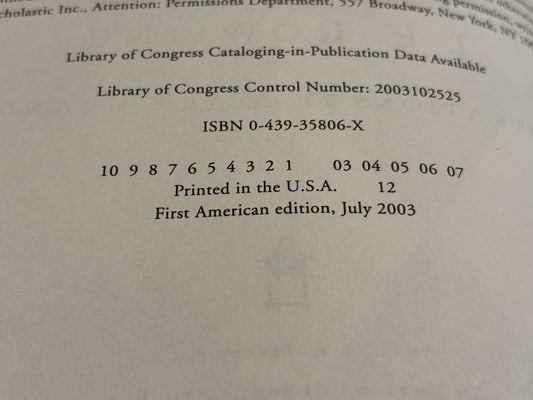 cholastic Inc., Attention: Permissions Department, 557 Broadway, New York, NY
Library of Congress Cataloging-in-Publication Data Available
Library of Congress Control Number: 2003102525
ISBN 0-439-35806-X
10 9 8 7 6 5 4 3 2 1 03 04 05 06 07
Printed in the U.S.A. 12
First American edition, July 2003